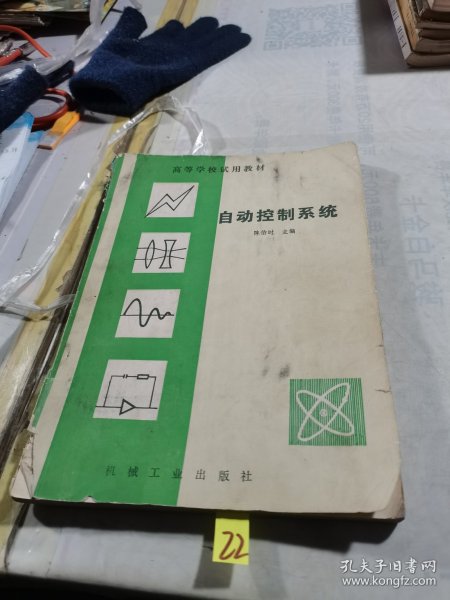 高等学校试用教材
自动控制系统
陈伯时 主编
机械工业出版社
22
孔夫子旧书网
www.kongfz.com